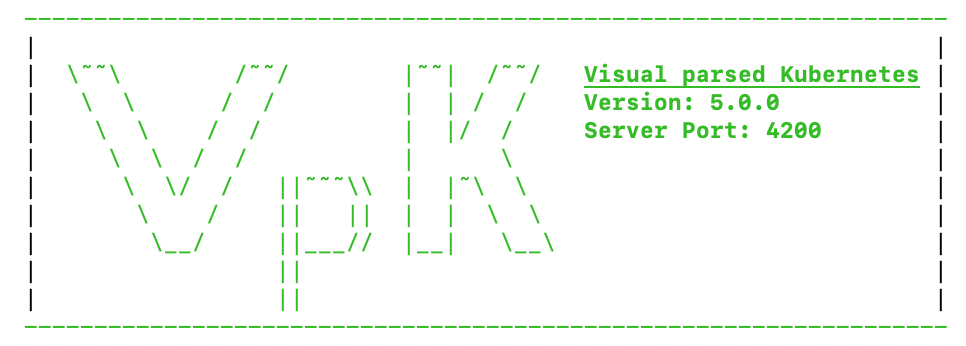 VpK
Visual parsed Kubernetes
Version: 5.0.0
Server Port: 4200